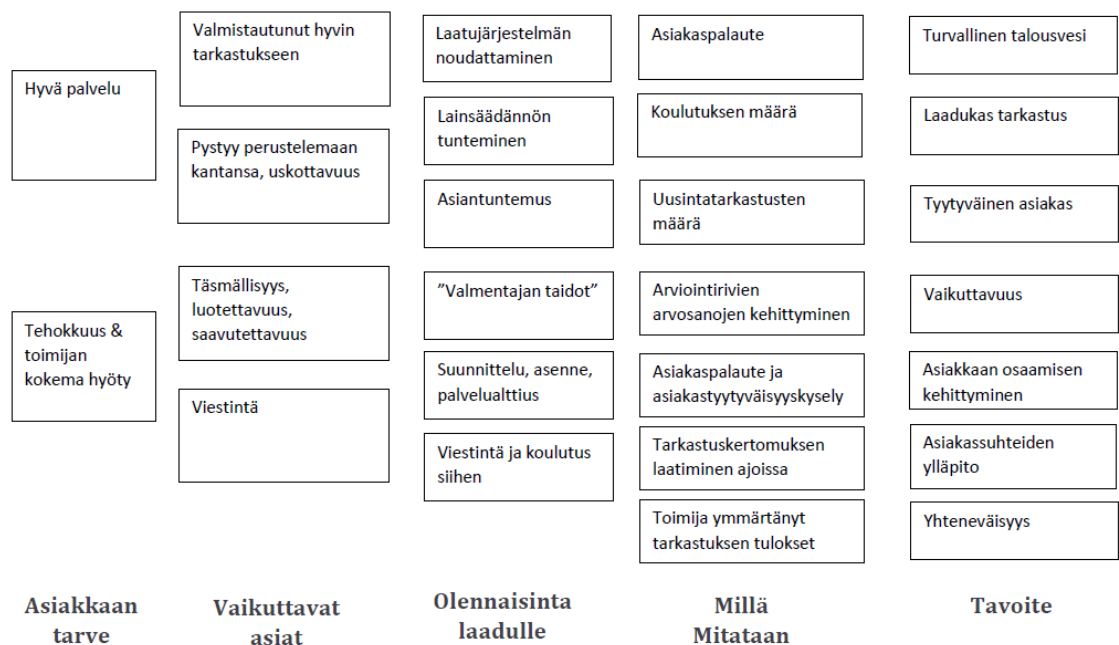 Hyvä palvelu
Tehokkuus &
toimijan
kokema hyöty
Asiakkaan
tarve
Valmistautunut hyvin
tarkastukseen
Pystyy perustelemaan
kantansa, uskottavuus
Täsmällisyys,
luotettavuus,
saavutettavuus
Viestintä
Vaikuttavat
asiat
Laatujärjestelmän
noudattaminen
Lainsäädännön
tunteminen
Asiantuntemus
”Valmentajan taidot”
Suunnittelu, asenne,
palvelualttius
Viestintä ja koulutus
siihen
Olennaisinta
laadulle
Asiakaspalaute
Koulutuksen määrä
Uusintatarkastusten
määrä
Arviointirivien
arvosanojen kehittyminen
Asiakaspalaute ja
asiakastyytyväisyyskysely
Tarkastuskertomuksen
laatiminen ajoissa
Toimija ymmärtänyt
tarkastuksen tulokset
Millä
Mitataan
Turvallinen talousvesi
Laadukas tarkastus
Tyytyväinen asiakas
Vaikuttavuus
Asiakkaan osaamisen
kehittyminen
Asiakassuhteiden
ylläpito
Yhteneväisyys
Tavoite